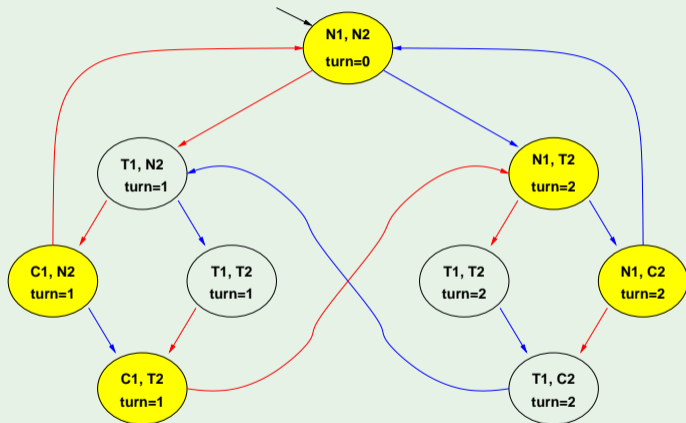 N1, N2
turn=0
T1, N2
turn=1
N1, T2
turn=2
C1, N2
turn=1
T1, T2
turn=1
T1, T2
turn=2
N1, C2
turn=2
C1, T2
turn=1
T1, C2
turn=2